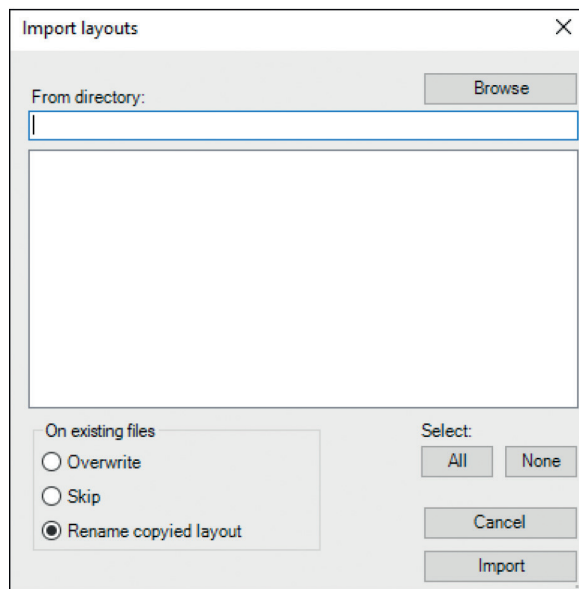 Import layouts
Browse
From directory:
On existing files
Overwrite
Skip
Rename copyied layout
Select:
All None
Cancel
Import